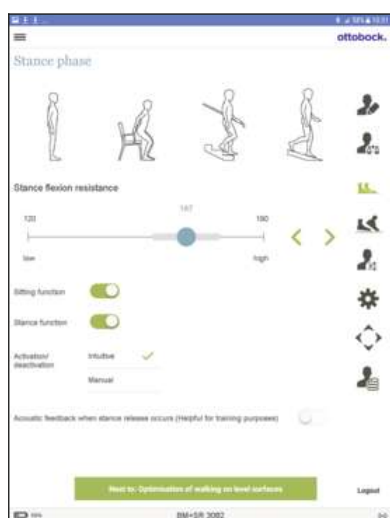 ottobock.
Stance phase
Stance flexion resistance
120
180
low
high
Sitting function
Stance function
Activation/
deactivation
Intuitive
Manual
Acoustic feedback when stance release occurs (Helpful for training purposes)
Next to: Optimisation of walking on level surfaces
Logout